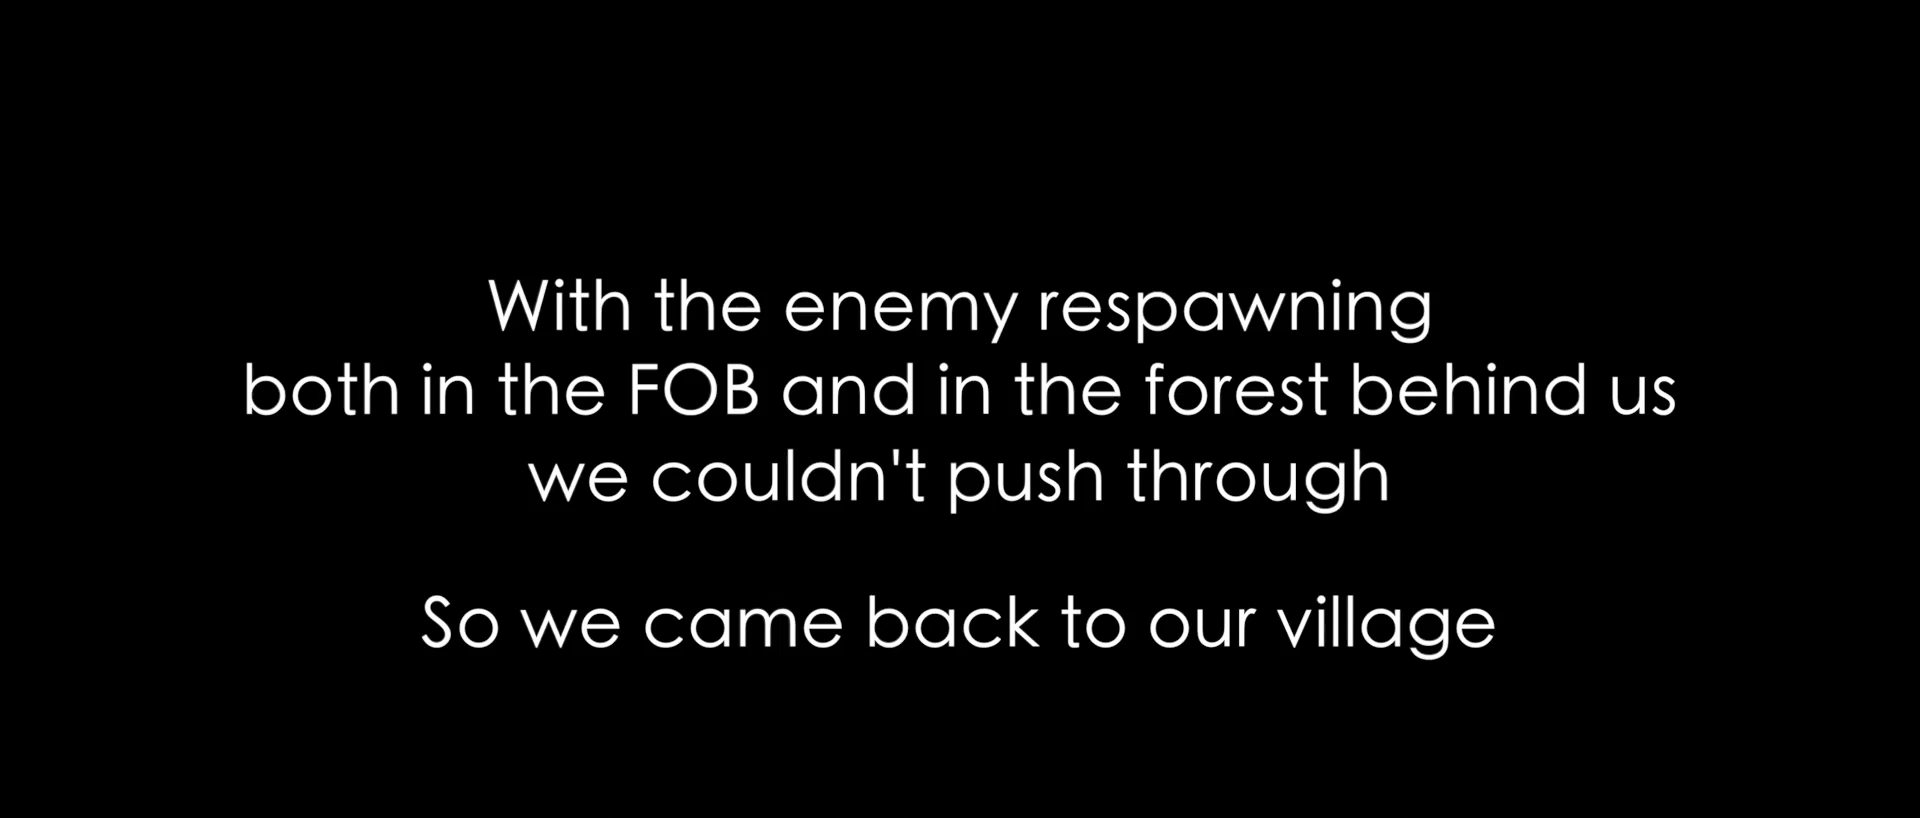 With the enemy respawning
both in the FOB and in the forest behind us
we couldn't push through
So we came back to our village